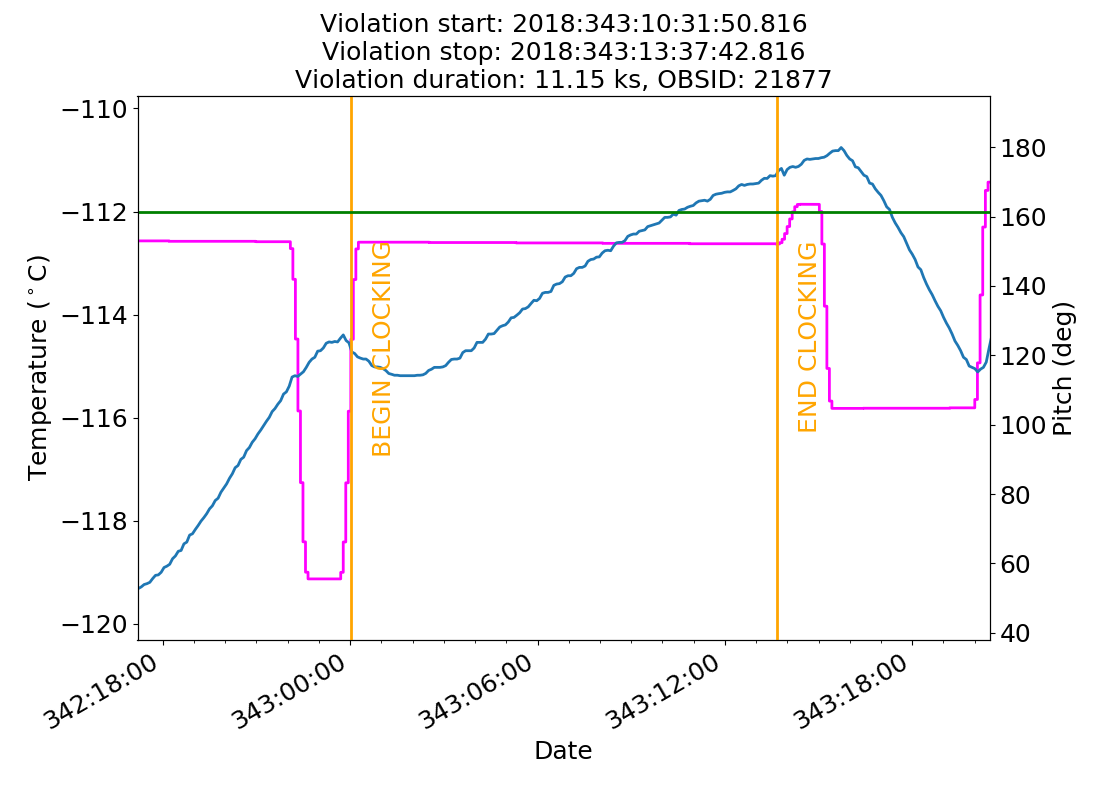 Violation start: 2018:343:10:31:50.816
Violation stop: 2018:343:13:37:42.816
Violation duration: 11.15 ks, OBSID: 21877
−110
−112
−114
−116
−118
−120
Temperature (°C)
BEGIN CLOCKING
END CLOCKING
180
160
140
120
100
80
60
40
Pitch (deg)
342:18:00
343:00:00
343:06:00
343:12:00
343:18:00
Date